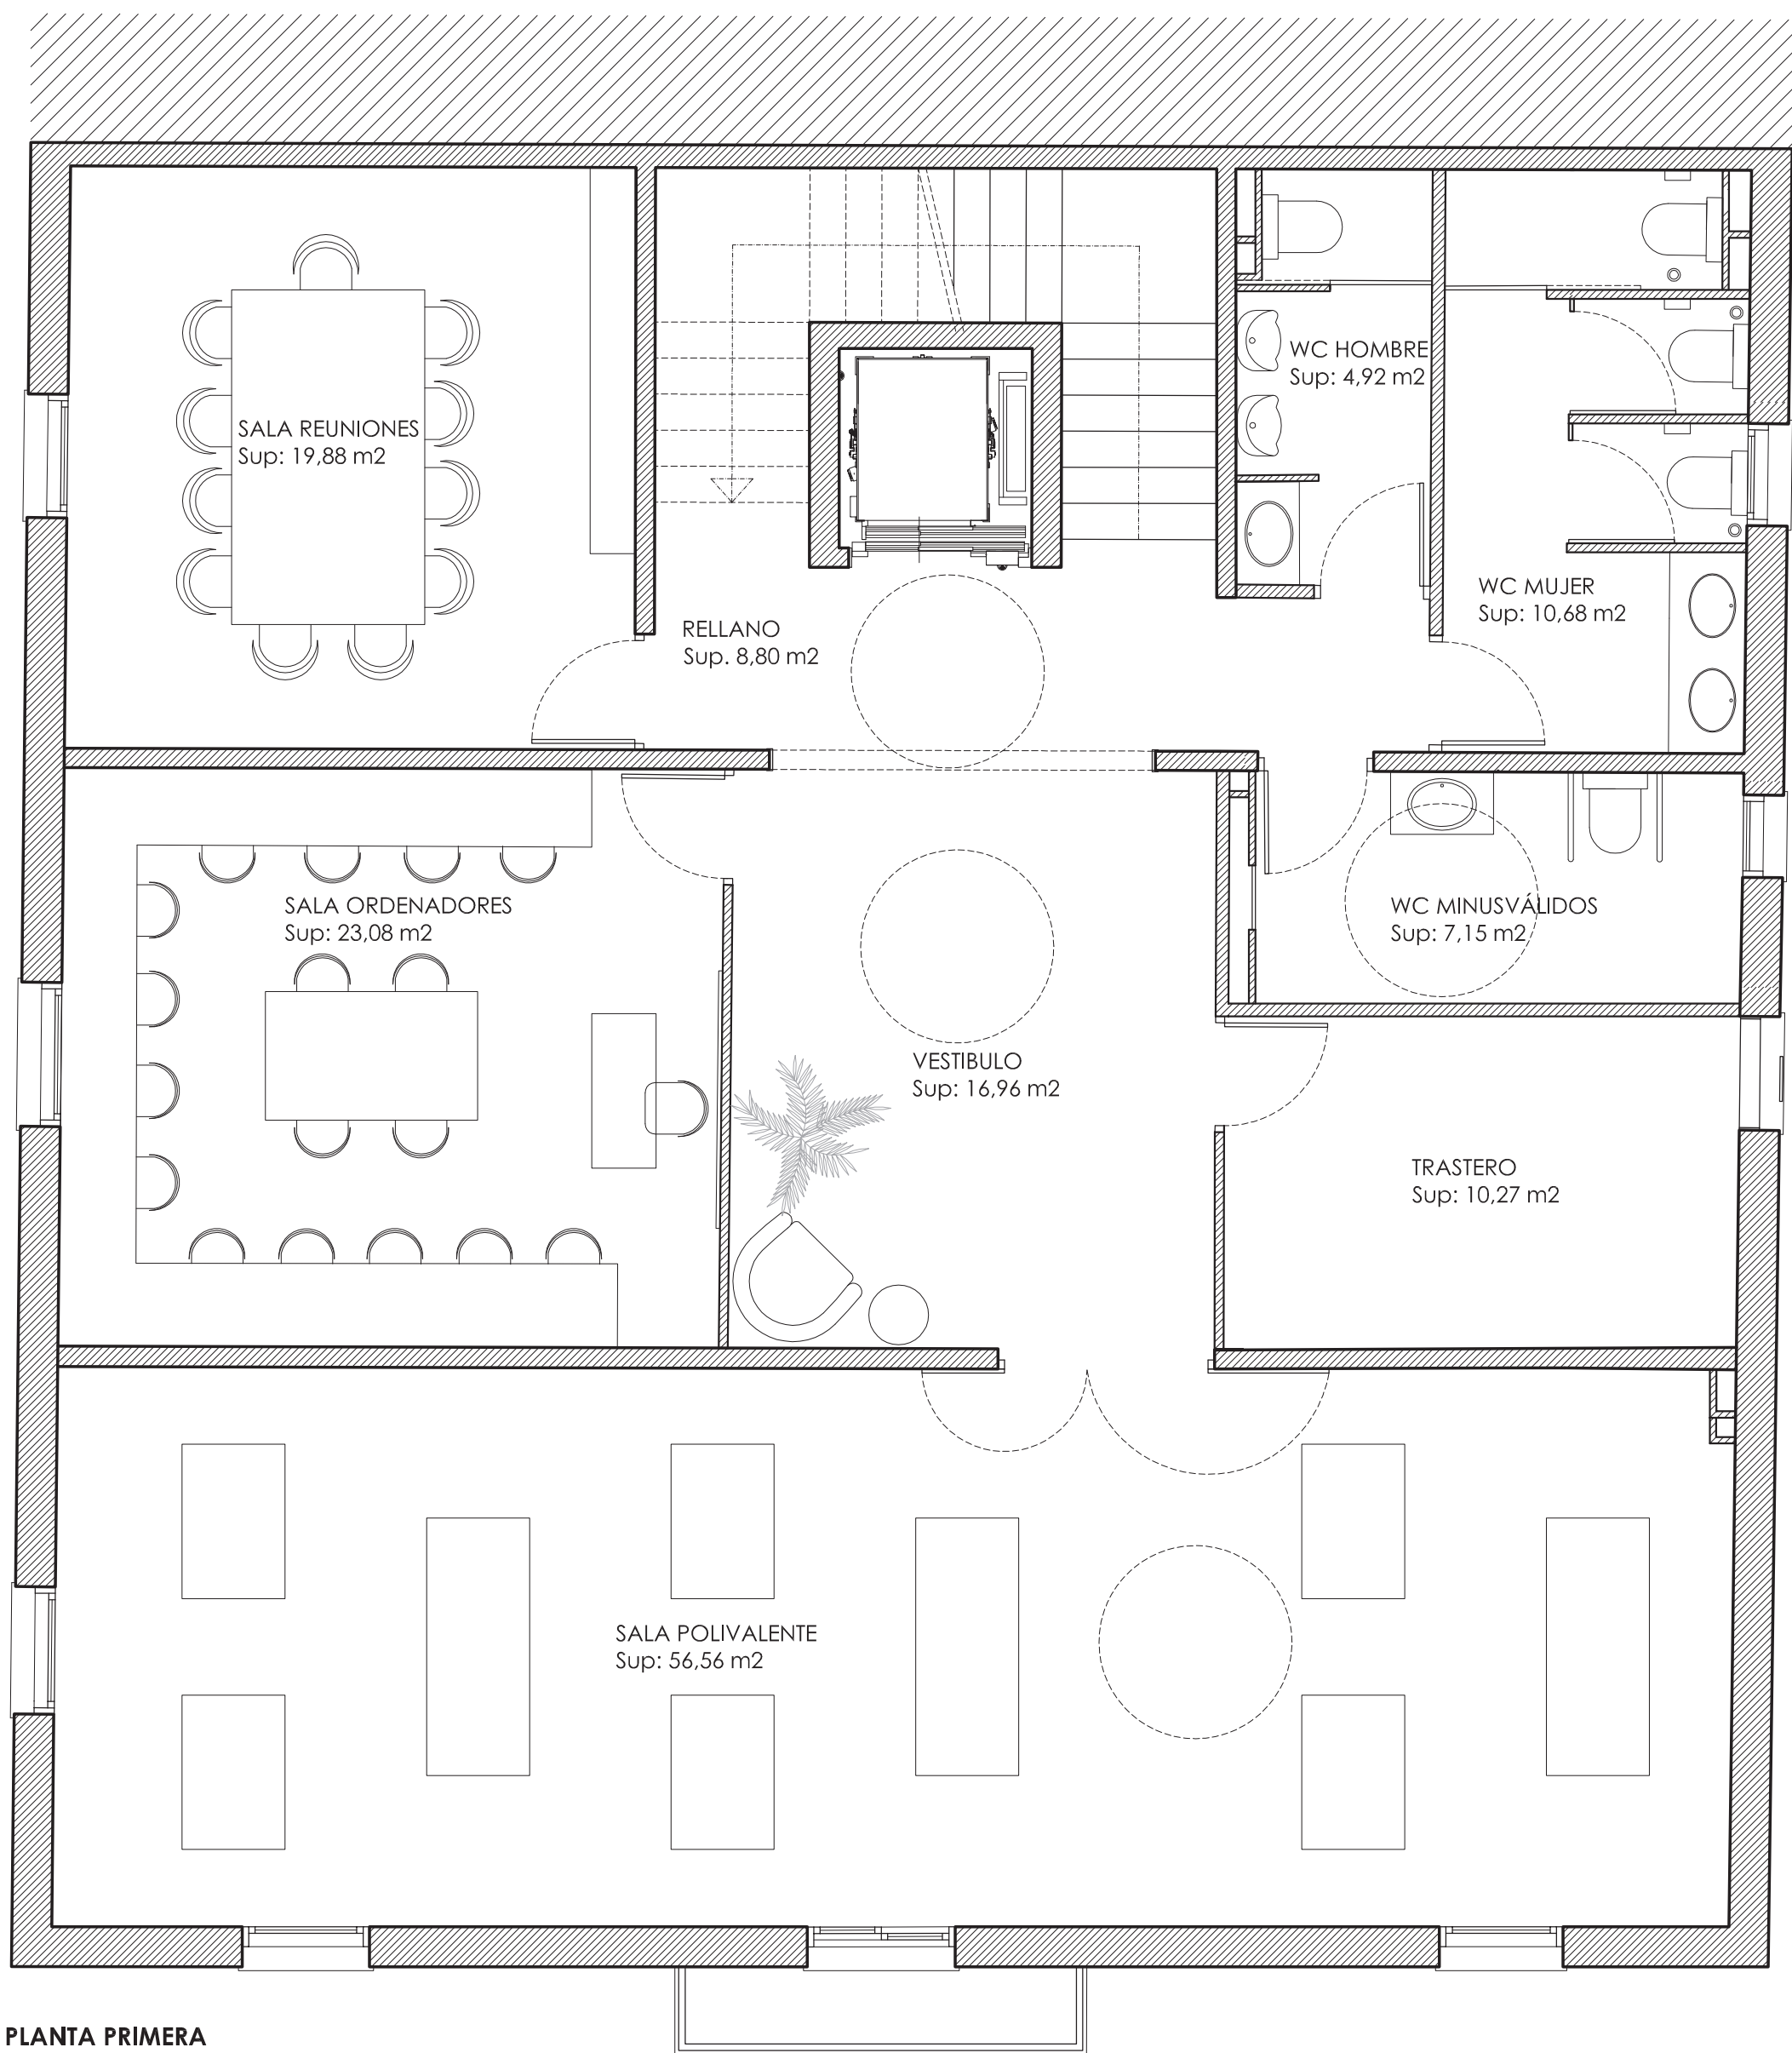 WC HOMBRE
Sup: 4,92 m2
SALA REUNIONES
Sup: 19,88 m2
WC MUJER
Sup: 10,68 m2
RELLANO
Sup. 8,80 m2
SALA ORDENADORES
Sup: 23,08 m2
WC MINUSVÁLIDOS
Sup: 7,15 m2
VESTIBULO
Sup: 16,96 m2
TRASTERO
Sup: 10,27 m2
SALA POLIVALENTE
Sup: 56,56 m2
PLANTA PRIMERA